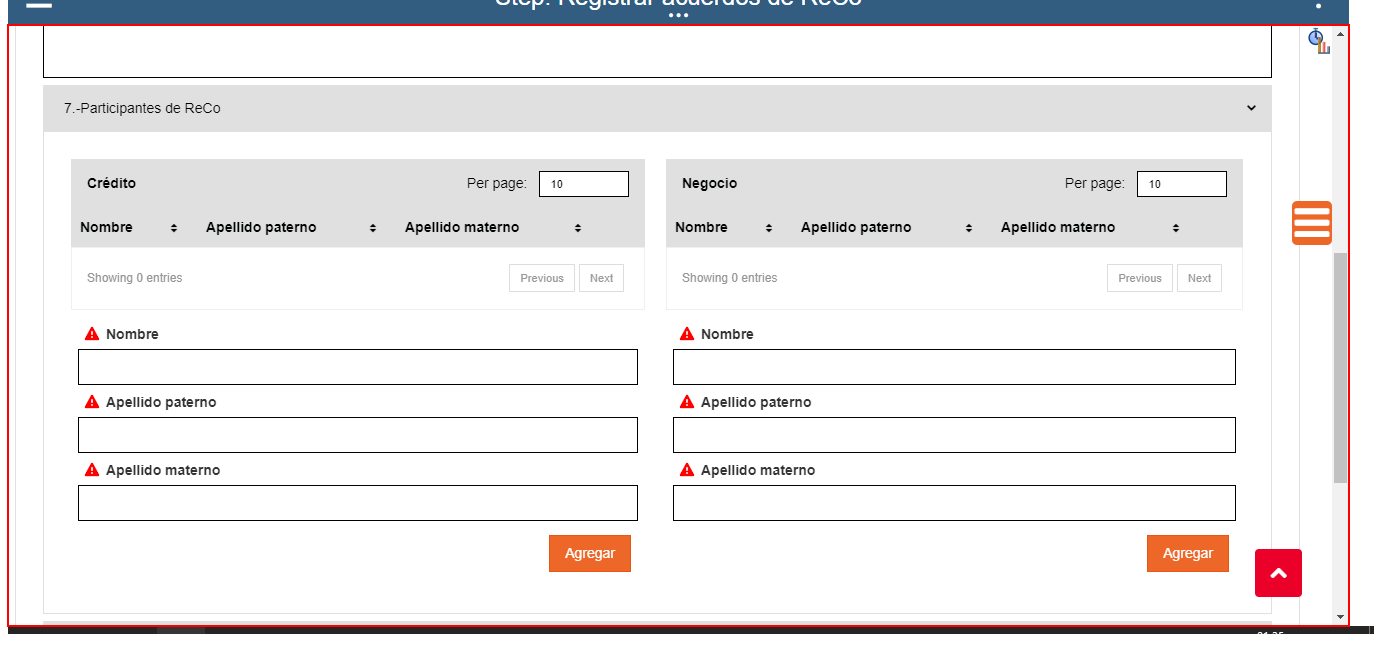 Step: Registrar acuerdos de ReCo
7.-Participantes de ReCo
Crédito Per page: 10
Nombre Apellido paterno Apellido materno
Showing 0 entries Previous Next
Nombre
Apellido paterno
Apellido materno
Agregar
Negocio Per page: 10
Nombre Apellido paterno Apellido materno
Showing 0 entries Previous Next
Nombre
Apellido paterno
Apellido materno
Agregar